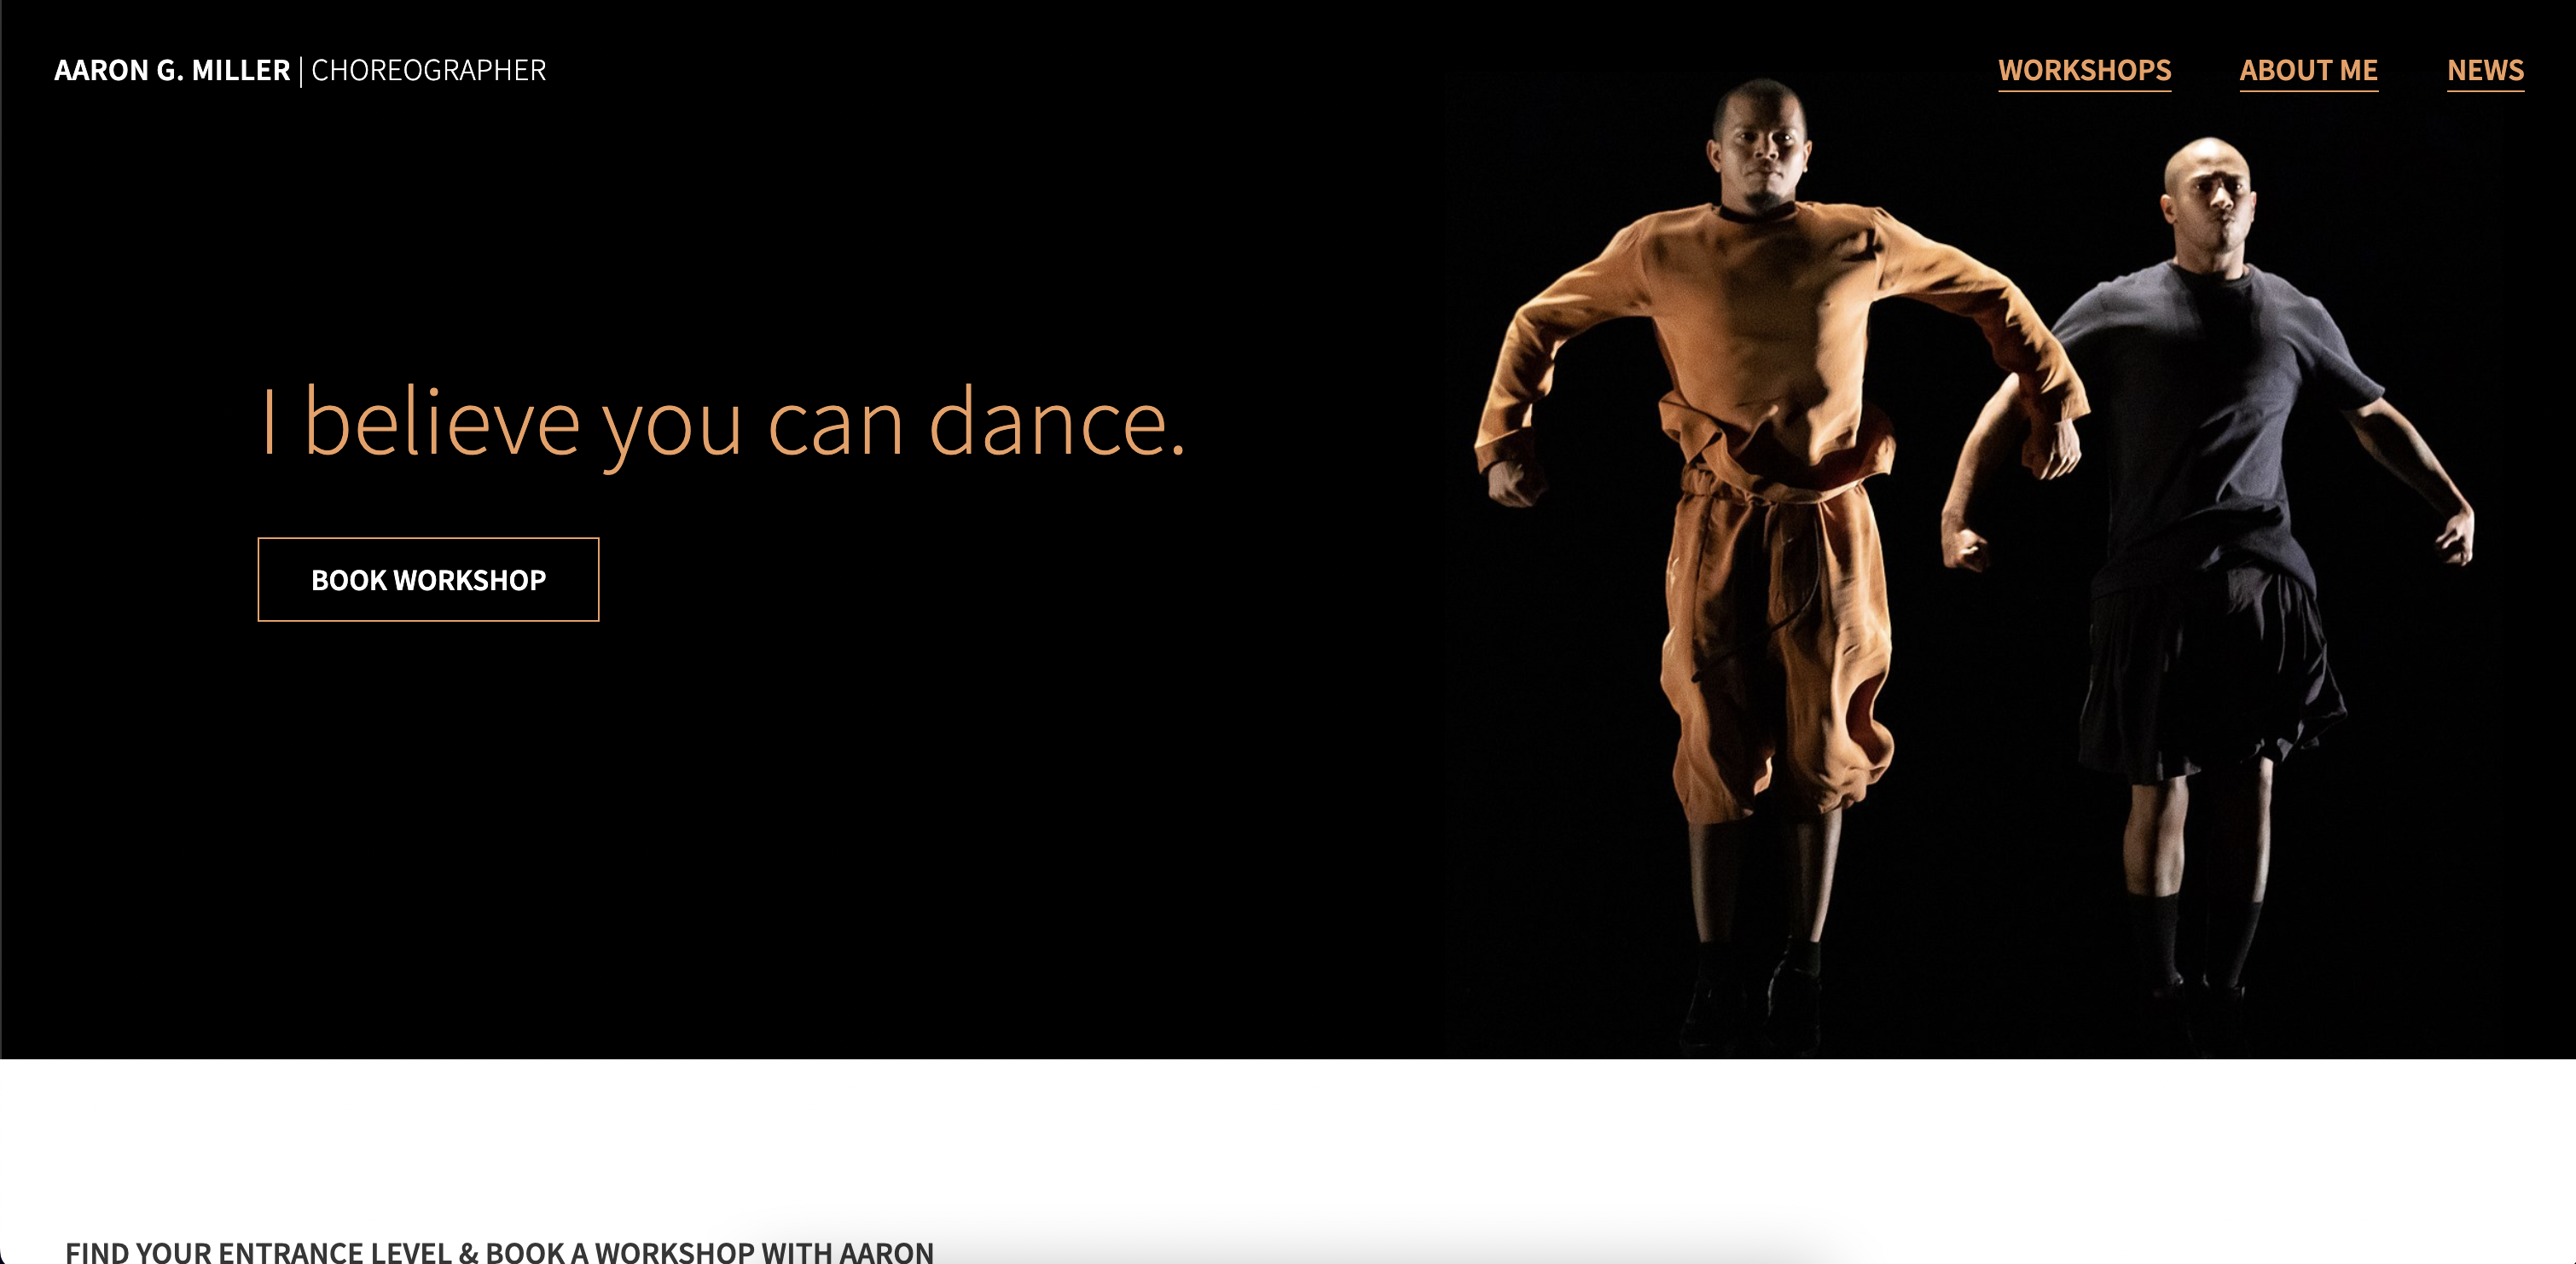 AARON G. MILLER | CHOREOGRAPHER
WORKSHOPS ABOUT ME NEWS
I believe you can dance.
BOOK WORKSHOP
FIND YOUR ENTRANCE LEVEL & BOOK A WORKSHOP WITH AARON